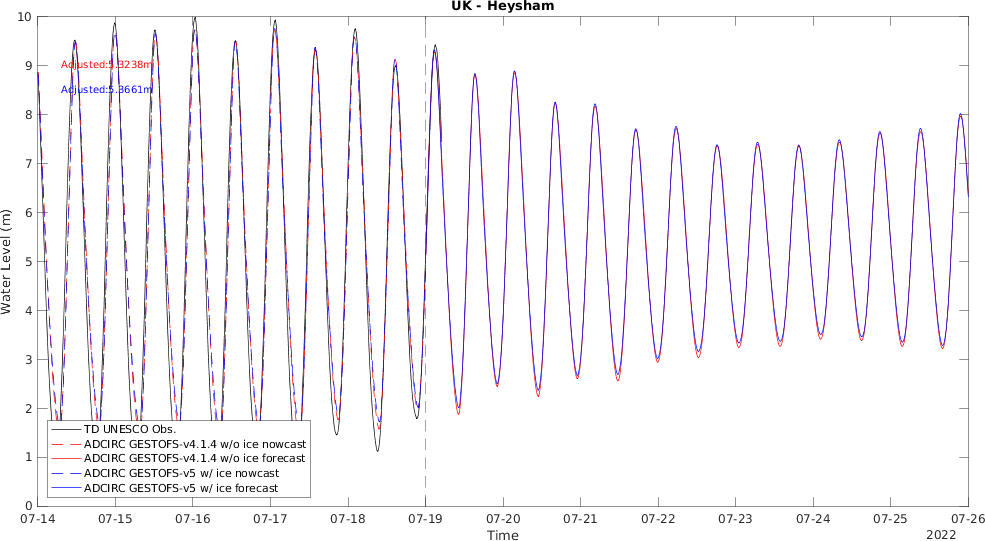 UK - Heysham
10
9
8
7
6
5
4
3
2
1
0
Water Level (m)
Adjusted:5.3238m
Adjusted:5.3661m
TD UNESCO Obs.
ADCIRC GESTOFS-v4.1.4 w/o ice nowcast
ADCIRC GESTOFS-v4.1.4 w/o ice forecast
ADCIRC GESTOFS-v5 w/ ice nowcast
ADCIRC GESTOFS-v5 w/ ice forecast
07-14 07-15 07-16 07-17 07-18 07-19 07-20 07-21 07-22 07-23 07-24 07-25 07-26
Time
2022